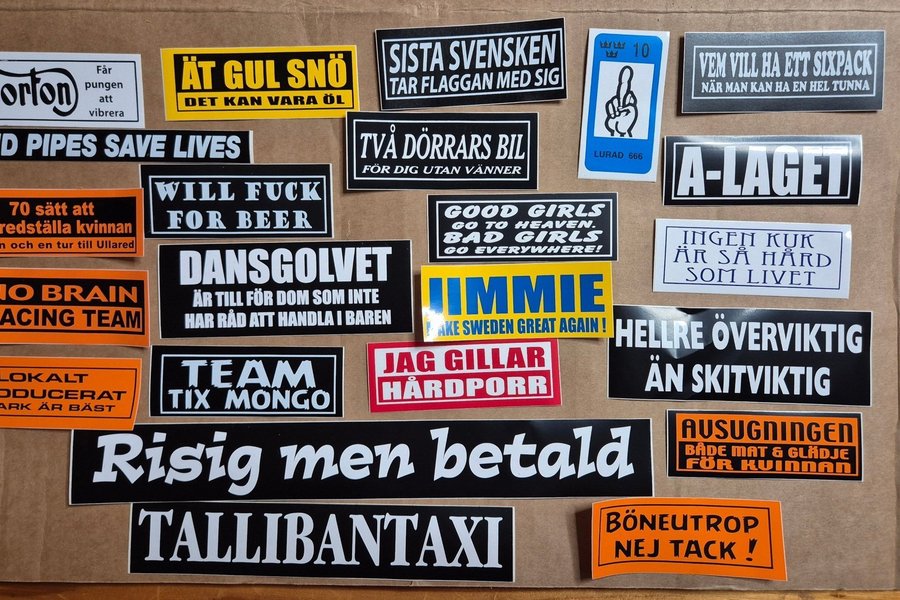 orton
Får
pungen
att
vibrera
PIPES SAVE LIVES
70 sätt att
redställa kvinnan
n och en tur till Ullared
NO BRAIN
ACING TEAM
LOKALT
ODUCERAT
ARK ÄR BÄST
ÄT GUL SNÖ
DET KAN VARA ÖL
WILL FUCK
FOR BEER
DANSGOLVET
ÄR TILL FÖR DOM SOM INTE
HAR RÅD ATT HANDLA I BAREN
TEAM
TIX MONGO
SISTA SVENSKEN
TAR FLAGGAN MED SIG
TVÅ DÖRRARS BIL
FÖR DIG UTAN VÄNNER
GOOD GIRLS
GO TO HEAVEN.
BAD GIRLS
GO EVERYWHERE!
JIMMIE
MAKE SWEDEN GREAT AGAIN !
JAG GILLAR
HÅRDPORR
10
LURAD 666
VEM VILL HA ETT SIXPACK
NÄR MAN KAN HA EN HEL TUNNA
A-LAGET
INGEN KUK
ÄR SÅ HÅRD
SOM LIVET
HELLRE ÖVERVIKTIG
ÄN SKITVIKTIG
AVSUGNINGEN
BÅDE MAT & GLÄDJE
FÖR KVINNAN
Risig men betald
TALLIBANTAXI
BÖNEUTROP
NEJ TACK !